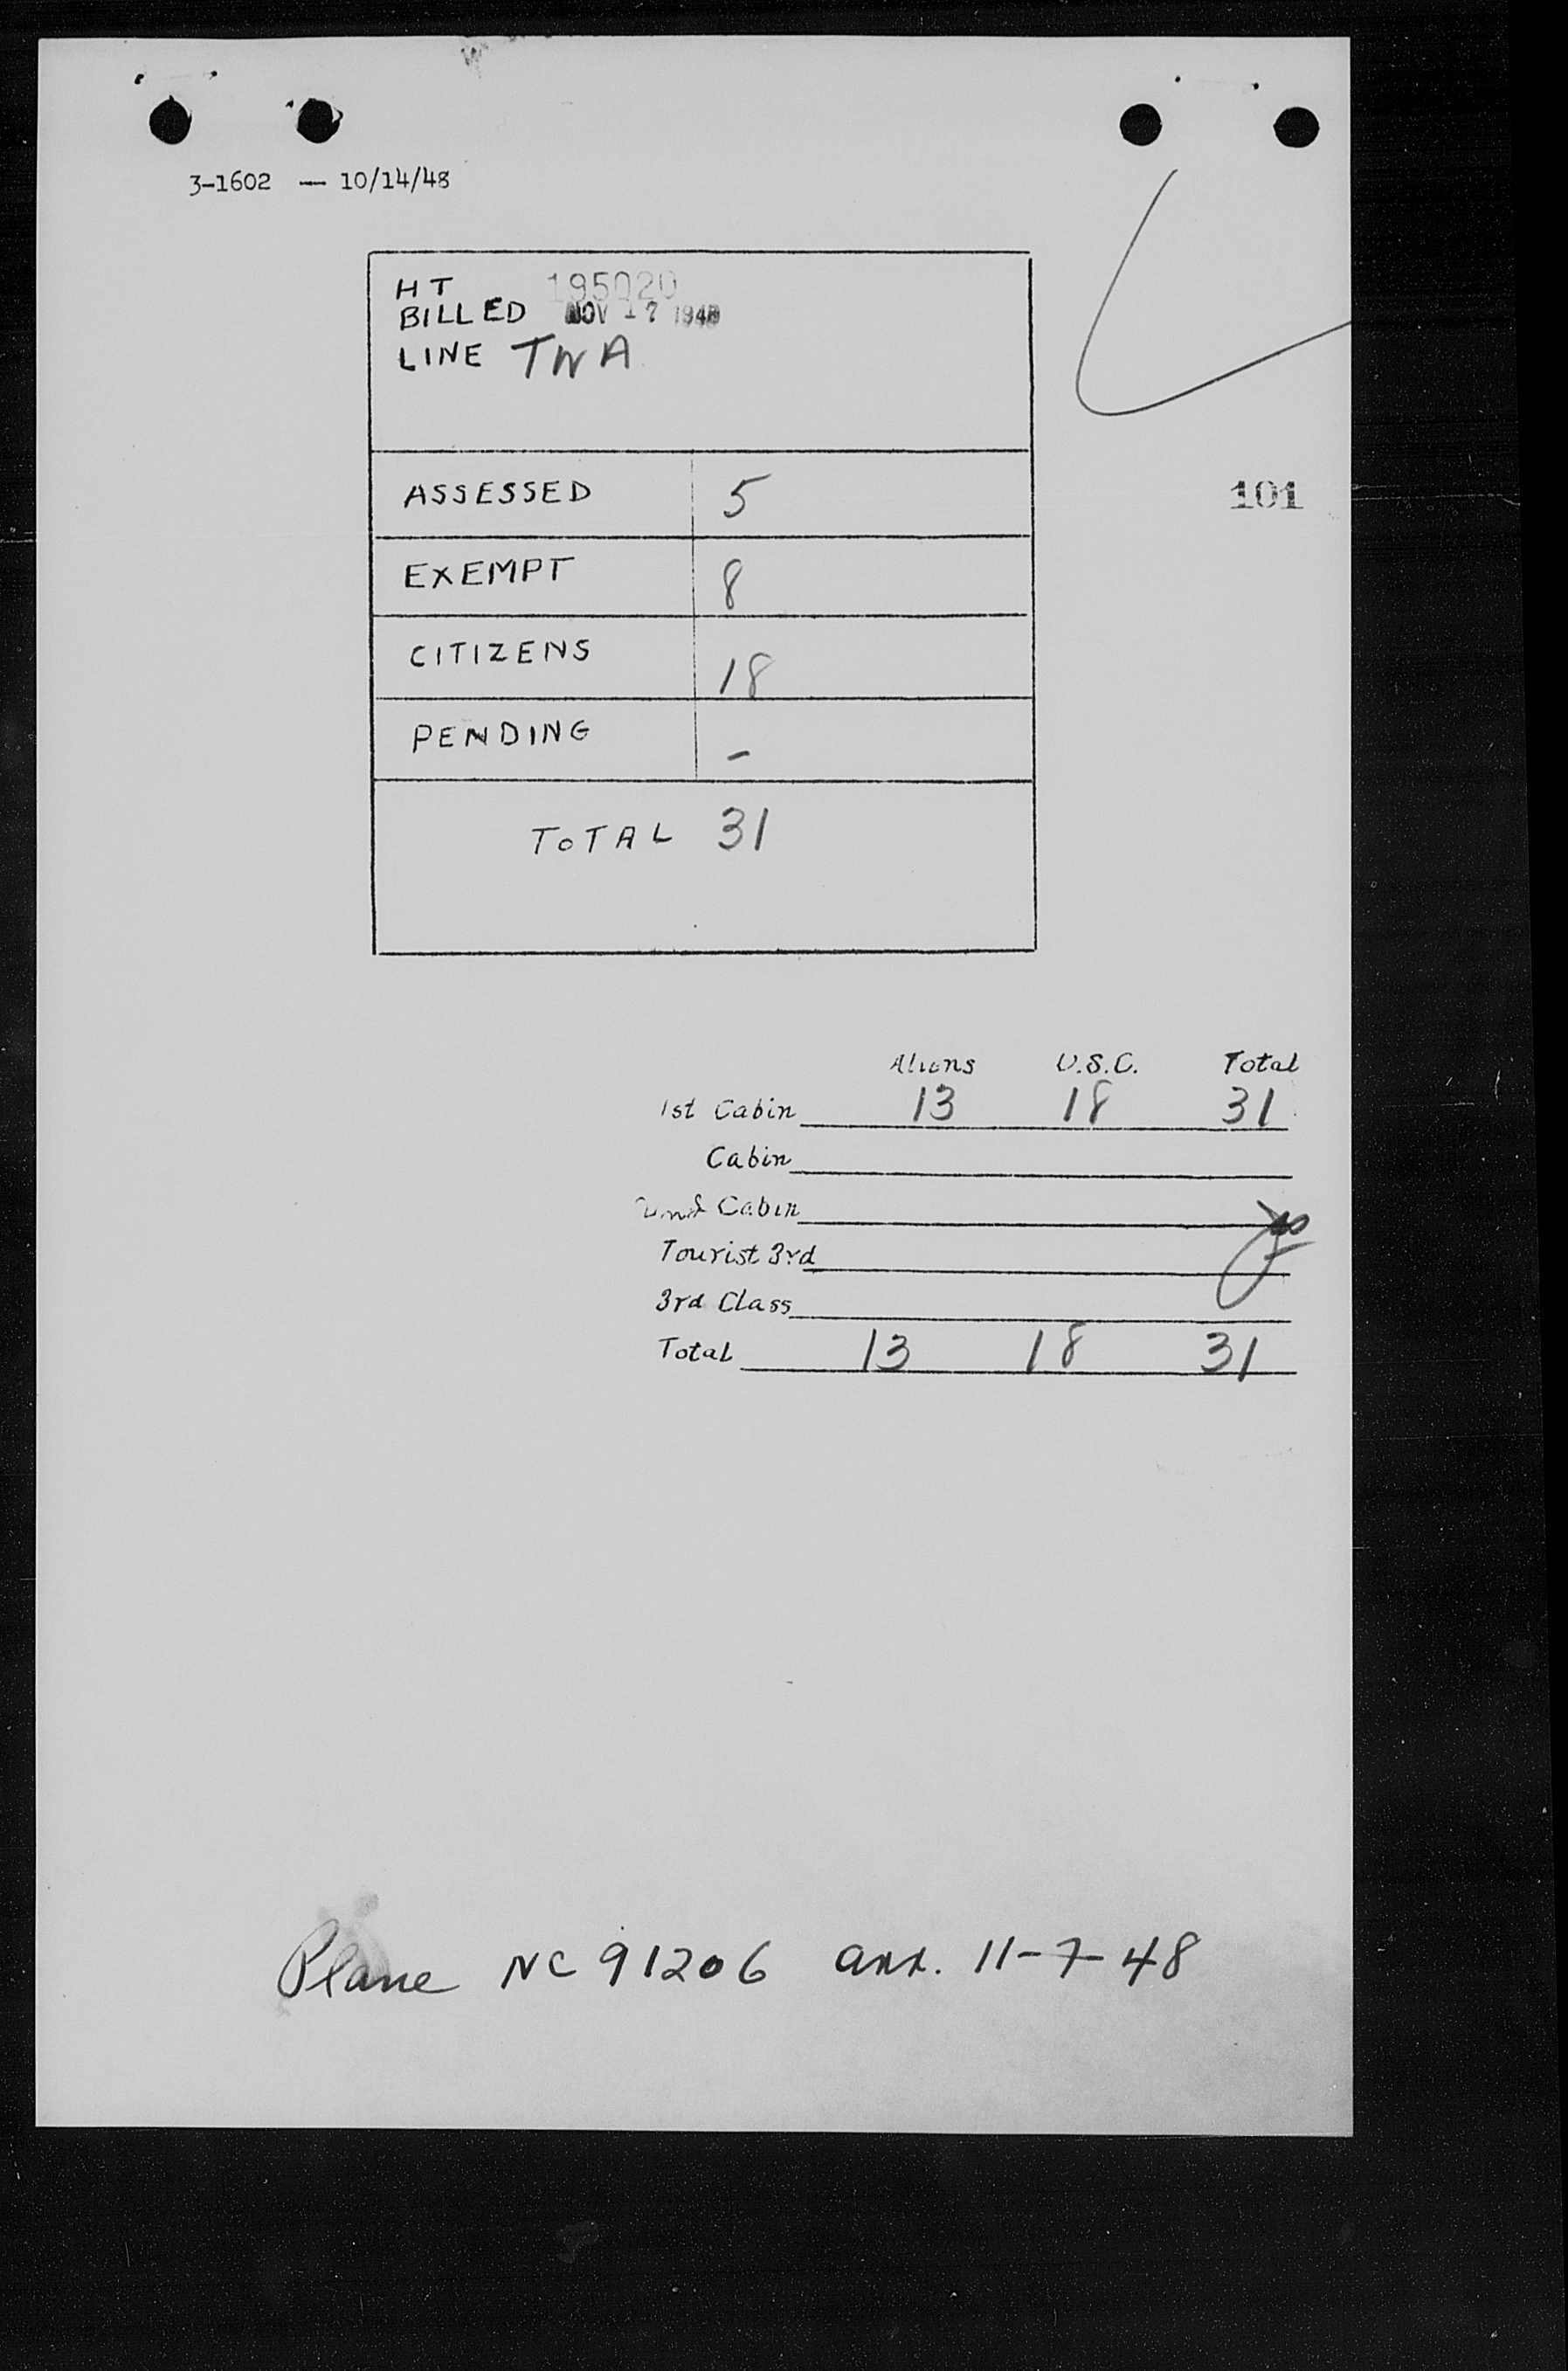 3-1602 — 10/14/48
HT 195020
BILLED NOV 17 1948
LINE TWA
101
ASSESSED 5
EXEMPT 8
CITIZENS 18
PENDING -
TOTAL 31
Aliens U.S.C. Total
1st Cabin 13 18 31
Cabin
2nd Cabin
Tourist 3rd
3rd Class
Total 13 18 31
Plane NC 91206 arr. 11-7-48